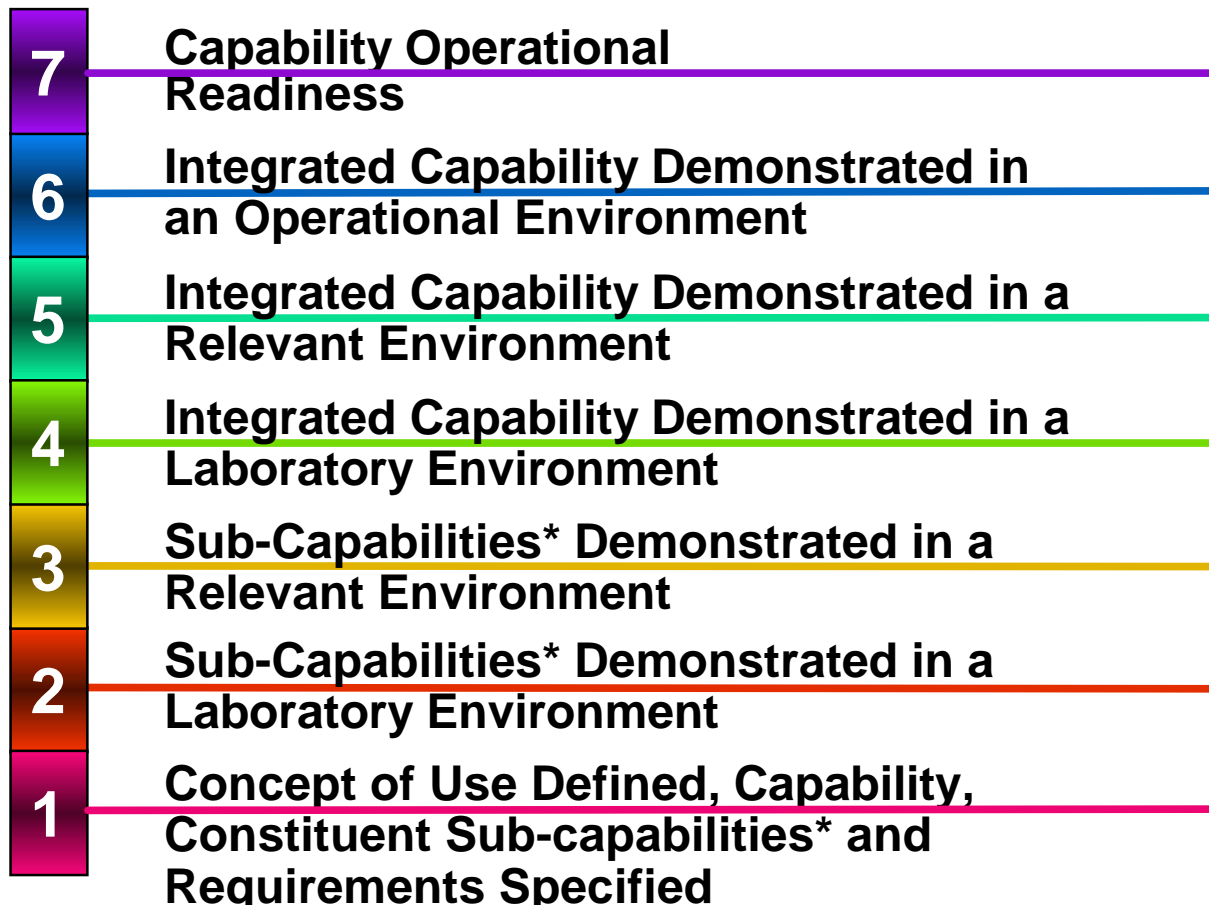 7
Capability Operational
Readiness
6
Integrated Capability Demonstrated in
an Operational Environment
5
Integrated Capability Demonstrated in a
Relevant Environment
4
Integrated Capability Demonstrated in a
Laboratory Environment
3
Sub-Capabilities* Demonstrated in a
Relevant Environment
2
Sub-Capabilities* Demonstrated in a
Laboratory Environment
1
Concept of Use Defined, Capability,
Constituent Sub-capabilities* and
Requirements Specified